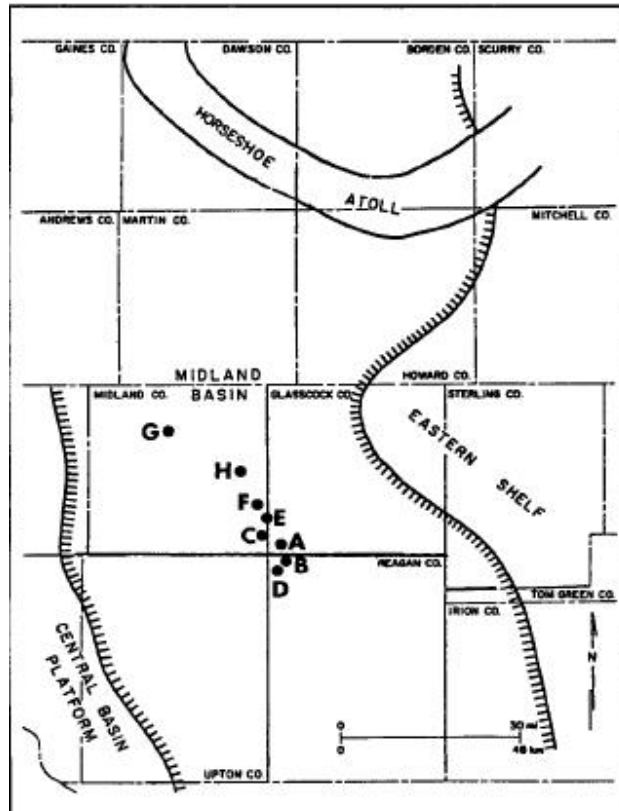 GAINES CO.
DAWSON CO.
BORDEN CO.
SCURRY CO.
HORSESHOE
ATOLL
ANDREWS CO.
MARTIN CO.
MITCHELL CO.
MIDLAND
BASIN
HOWARD CO.
MIDLAND CO.
GLASSCOCK CO.
STERLING CO.
EASTERN SHELF
G
H
F
E
C
A
B
D
REAGAN CO.
TOM GREEN CO.
IRION CO.
CENTRAL BASIN
PLATFORM
N
0 30 mi
0 48 km
UPTON CO.